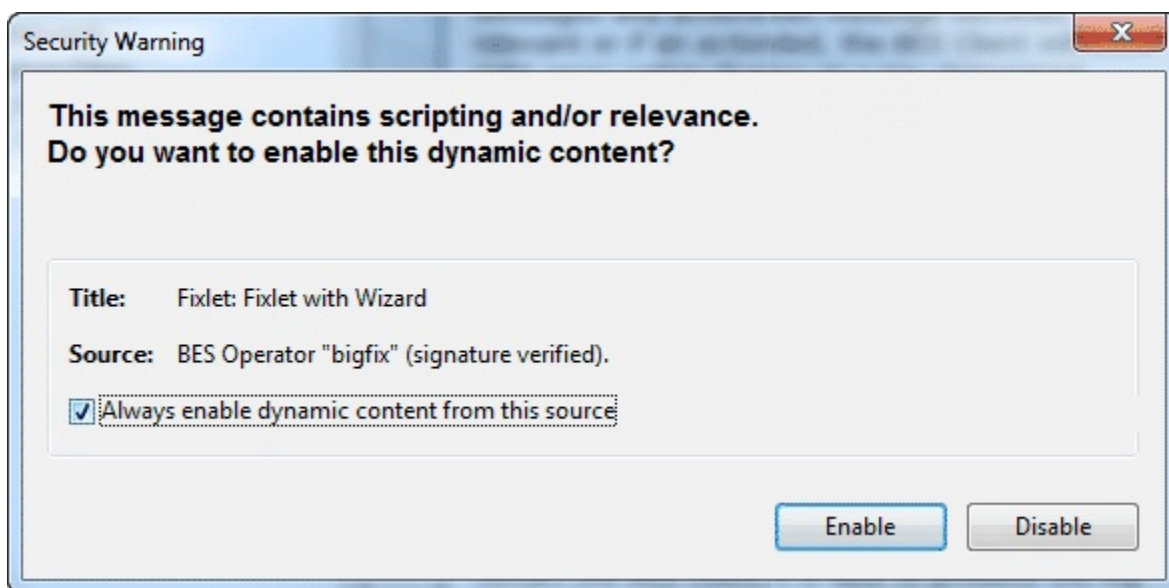 Security Warning
This message contains scripting and/or relevance.
Do you want to enable this dynamic content?
Title: Fixlet: Fixlet with Wizard
Source: BES Operator "bigfix" (signature verified).
Always enable dynamic content from this source
Enable Disable